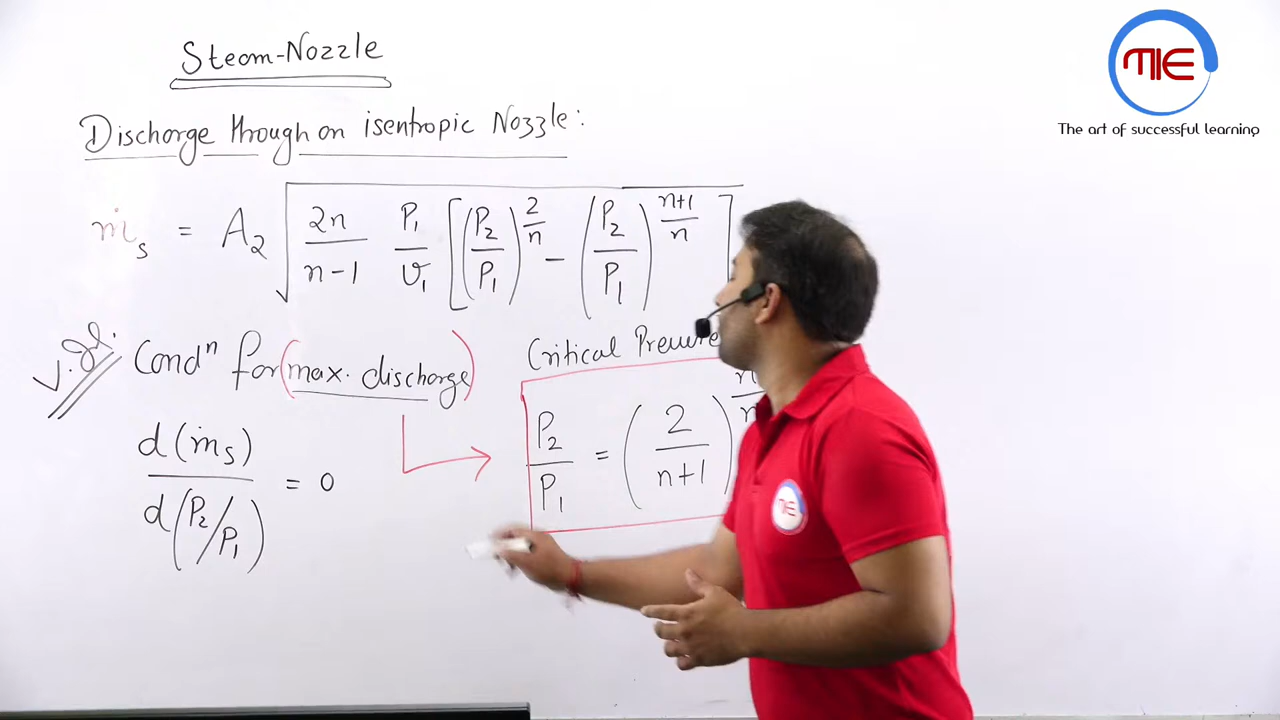 Steam-Nozzle
MIE
The art of successful learning
Discharge through an isentropic Nozzle:
ṁs = A2 √( 2n/(n-1) P1/v1 [ (P2/P1)^(2/n) - (P2/P1)^((n+1)/n) ] )
V.
Condⁿ for (max. discharge)
Critical
d(ṁs)/d(P2/P1) = 0
P2/P1 = (2/(n+1))
MIE